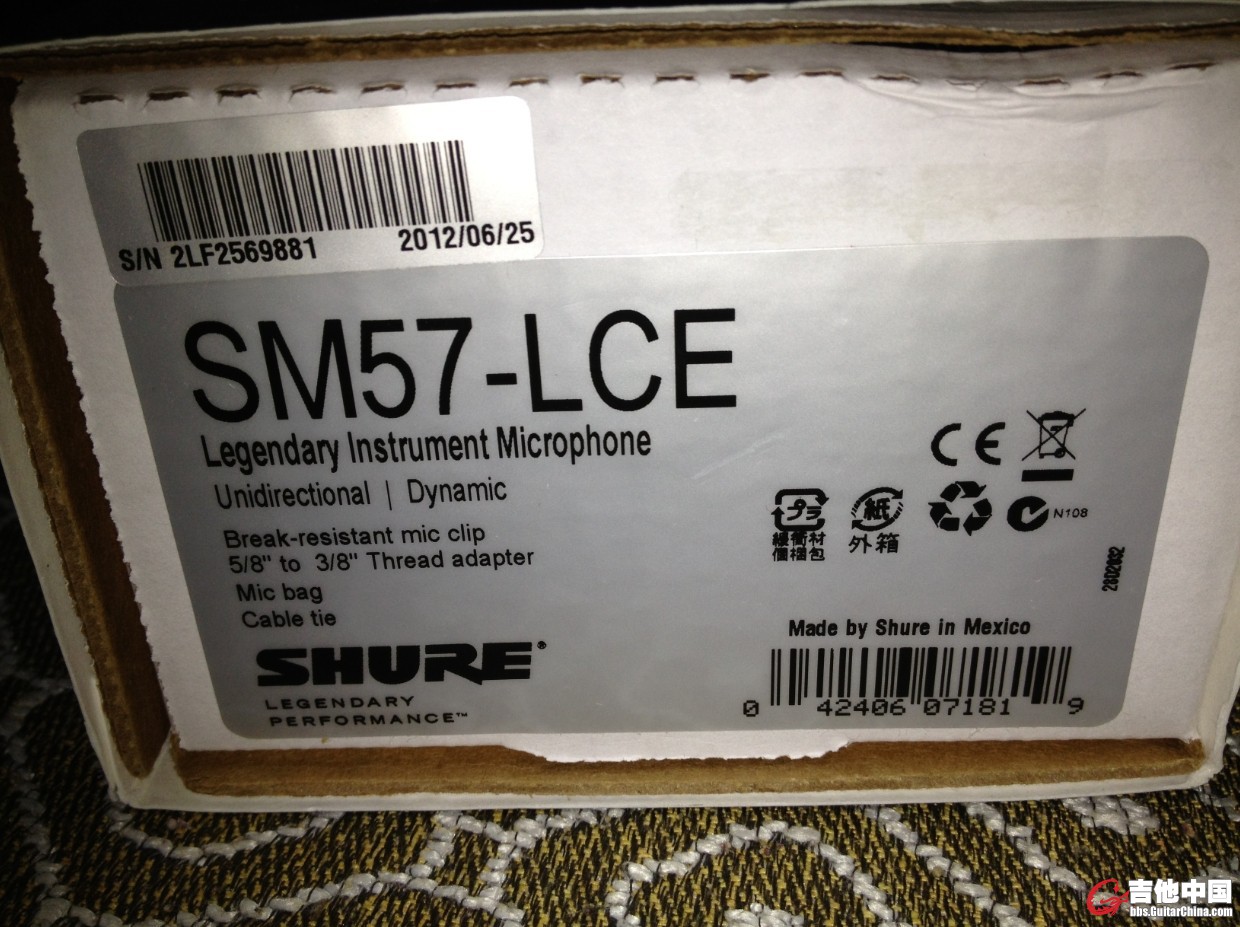 S/N 2LF2569881
2012/06/25
SM57-LCE
Legendary Instrument Microphone
Unidirectional | Dynamic
Break-resistant mic clip
5/8" to 3/8" Thread adapter
Mic bag
Cable tie
SHURE®
LEGENDARY
PERFORMANCE™
CE
プラ
緩衝材
個梱包
紙
外箱
N108
28D2032
Made by Shure in Mexico
0 42406 07181 9
吉他中国
bbs.GuitarChina.com